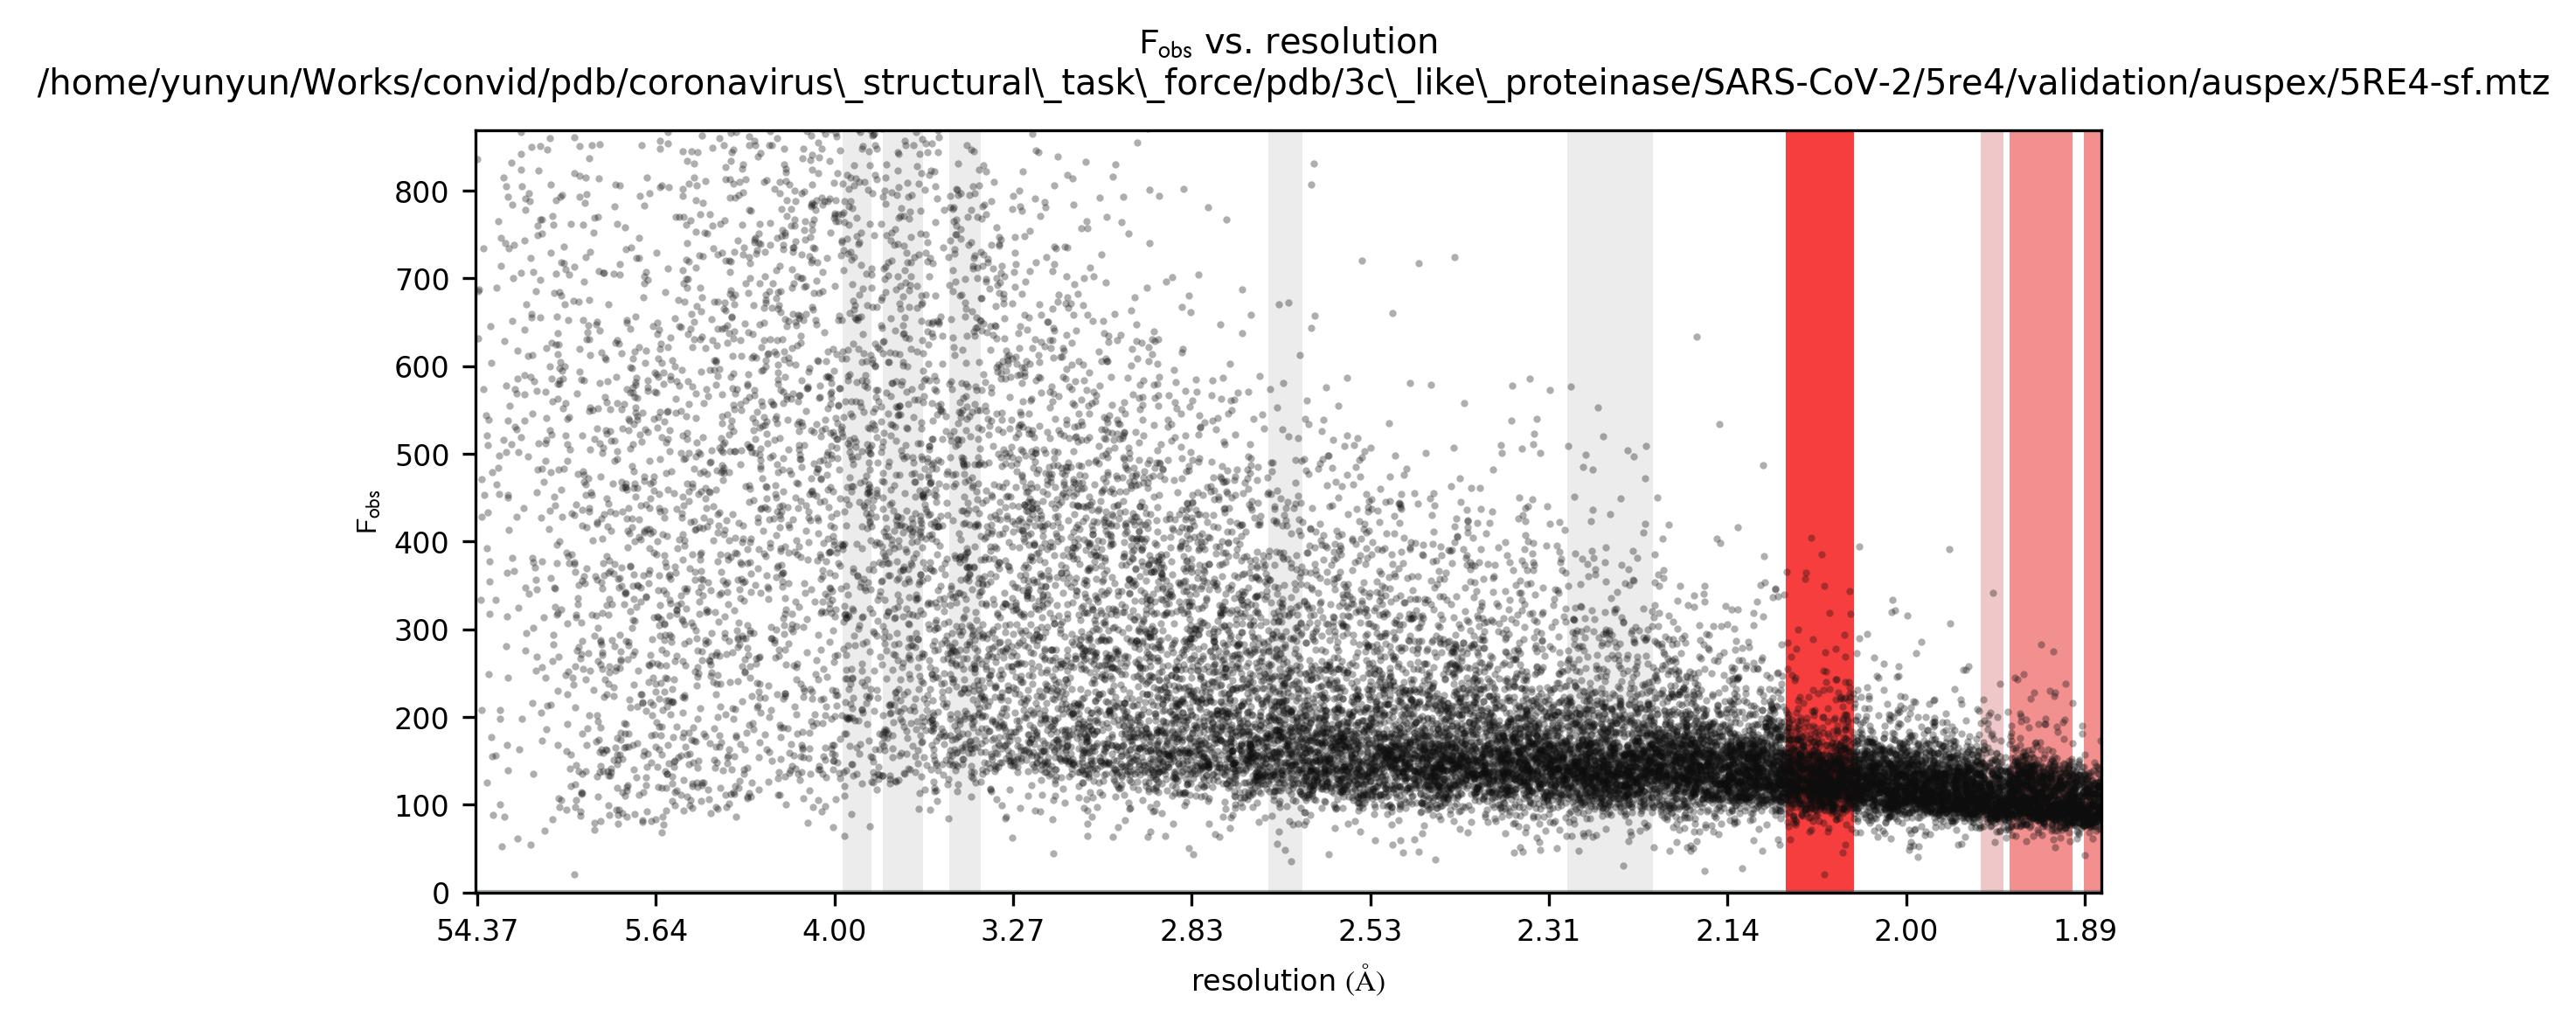 Fobs vs. resolution
/home/yunyun/Works/convid/pdb/coronavirus\_structural\_task\_force/pdb/3c\_like\_proteinase/SARS-CoV-2/5re4/validation/auspex/5RE4-sf.mtz
800
700
600
500
400
300
200
100
0
Fobs
54.37 5.64 4.00 3.27 2.83 2.53 2.31 2.14 2.00 1.89
resolution (Å)